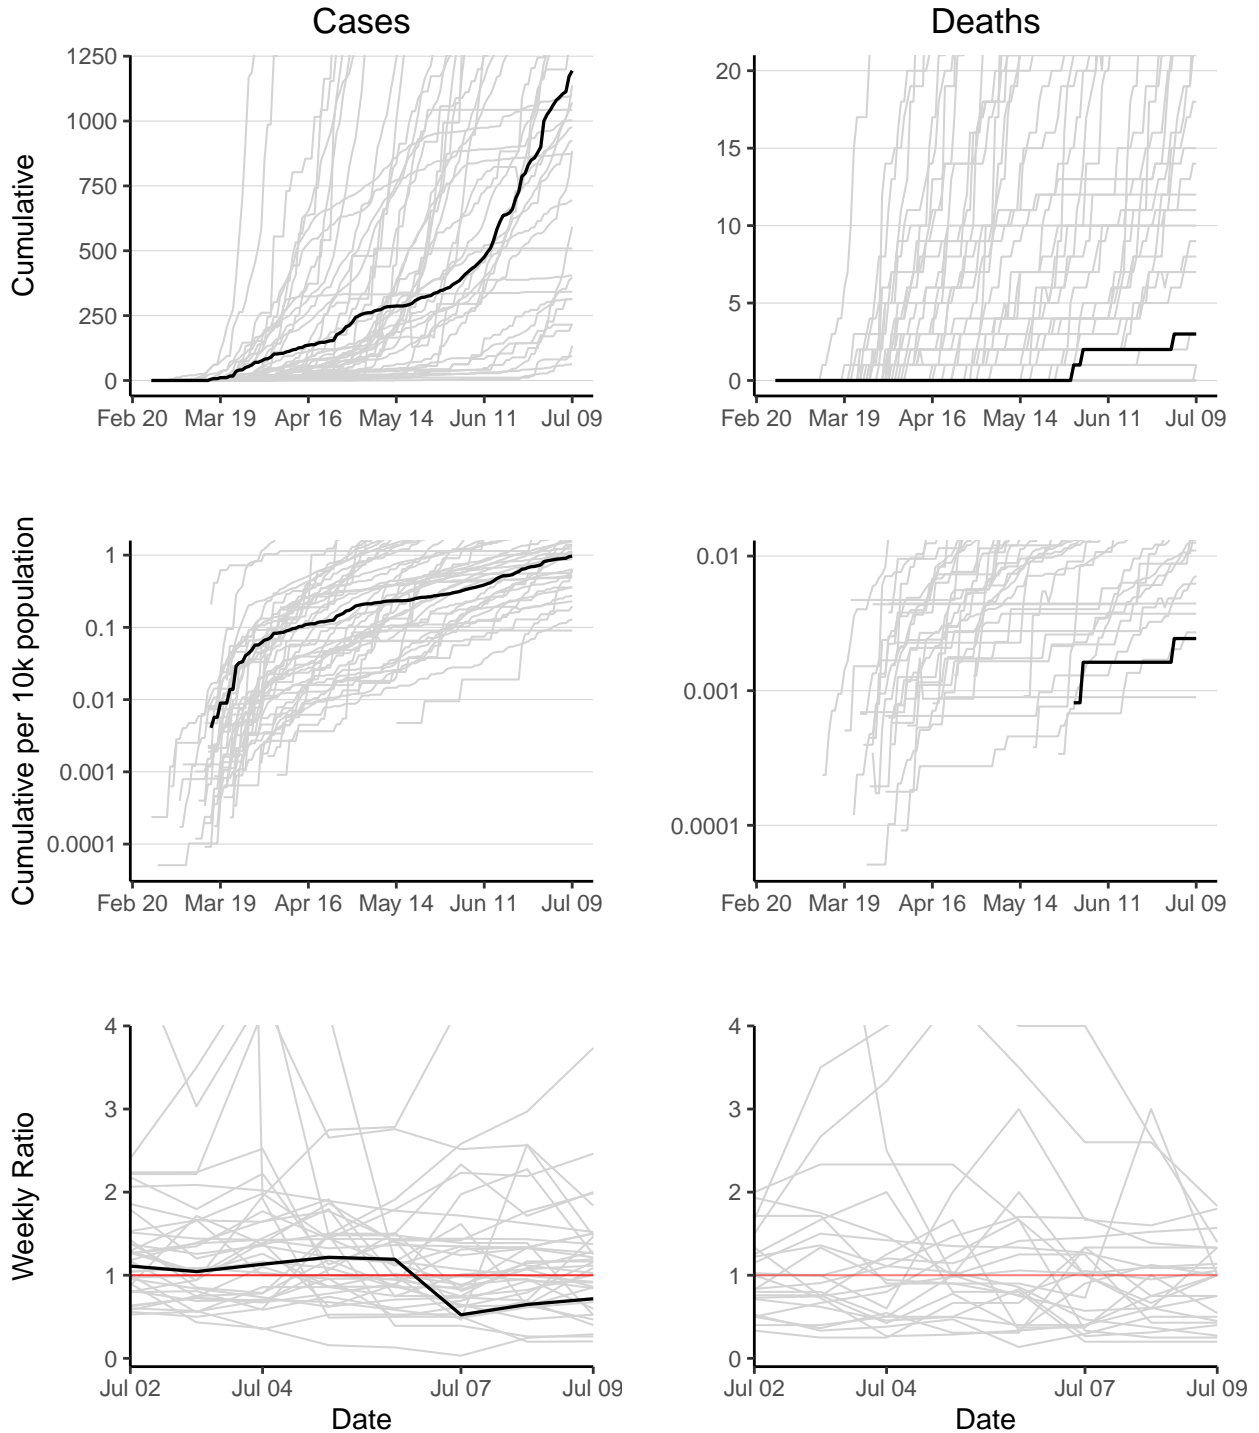 Cases
Deaths
Cumulative
1250
1000
750
500
250
0
Feb 20 Mar 19 Apr 16 May 14 Jun 11 Jul 09
20
15
10
5
0
Feb 20 Mar 19 Apr 16 May 14 Jun 11 Jul 09
Cumulative per 10k population
1
0.1
0.01
0.001
0.0001
Feb 20 Mar 19 Apr 16 May 14 Jun 11 Jul 09
0.01
0.001
0.0001
Feb 20 Mar 19 Apr 16 May 14 Jun 11 Jul 09
Weekly Ratio
4
3
2
1
0
Jul 02 Jul 04 Jul 07 Jul 09
Date
4
3
2
1
0
Jul 02 Jul 04 Jul 07 Jul 09
Date